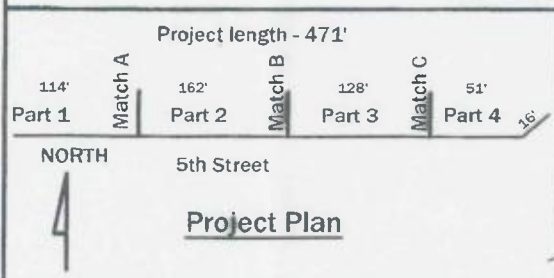 Project length - 471'
114' Match A 162' Match B 128' Match C 51'
Part 1 Part 2 Part 3 Part 4 16'
NORTH
5th Street
Project Plan